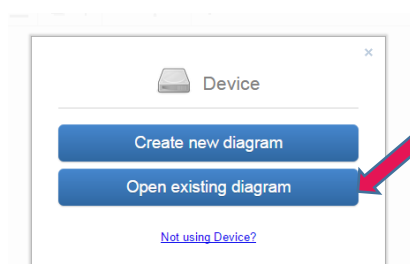 Device
Create new diagram
Open existing diagram
Not using Device?